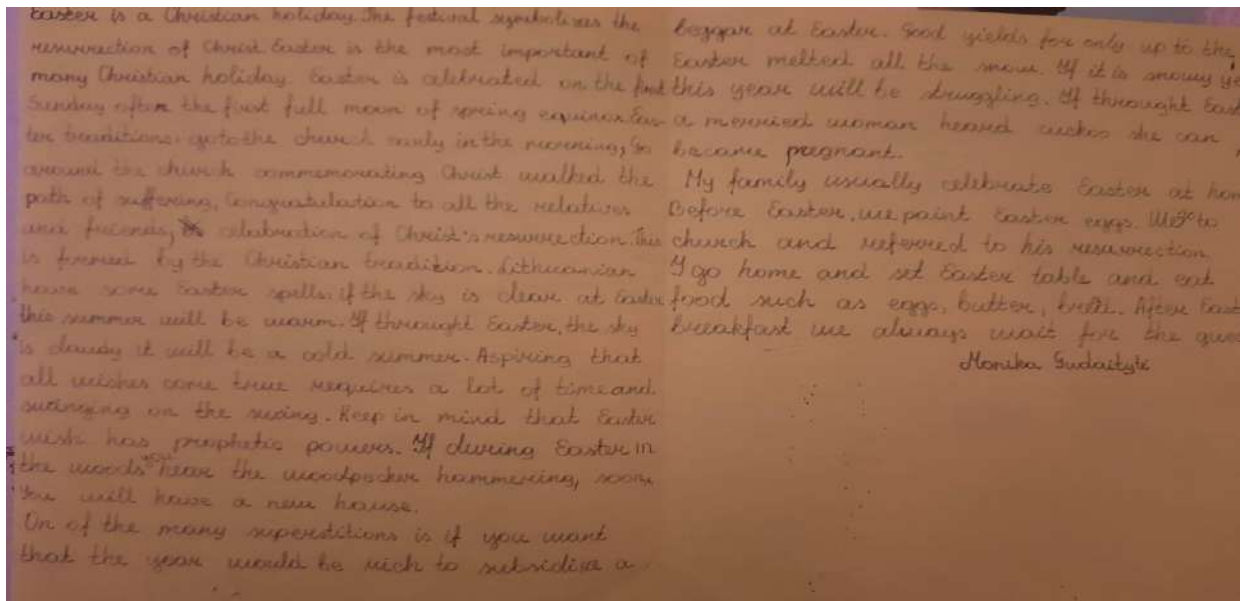 Easter is a Christian holiday. The festival symbolises the
resurrection of Christ. Easter is the most important of
many Christian holiday. Easter is celebrated on the first
Sunday after the first full moon of spring equinox. Eas-
ter traditions: go to the church early in the morning, Go
around the church commemorating Christ walked the
path of suffering, Congratulation to all the relatives
and friends, celebration of Christ's resurrection. This
is formed by the Christian tradition. Lithuanian
have some Easter spells: if the sky is clear at Easter
this summer will be warm. If throught Easter, the sky
is cloudy it will be a cold summer. Aspiring that
all wishes come true requires a lot of time and
swinging on the swing. Keep in mind that Easter
wish has prophetic powers. If during Easter in
the woods you hear the woodpecker hammering, soon,
You will have a new house.
On of the many superstitions is if you want
that the year would be rich to subsidise a
beggar at Easter. Good yields for only up to the
Easter melted all the snow. If it is snowy
this year will be struggling. If throught
a merried woman heard cuckoo she can
became pregnant.
My family usually celebrate Easter at
Before Easter, we paint Easter eggs. We go to
church and referred to his resurrection.
I go home and set Easter table and eat
food such as eggs, butter, After
breakfast we always wait for the
Monika Gudaitytė